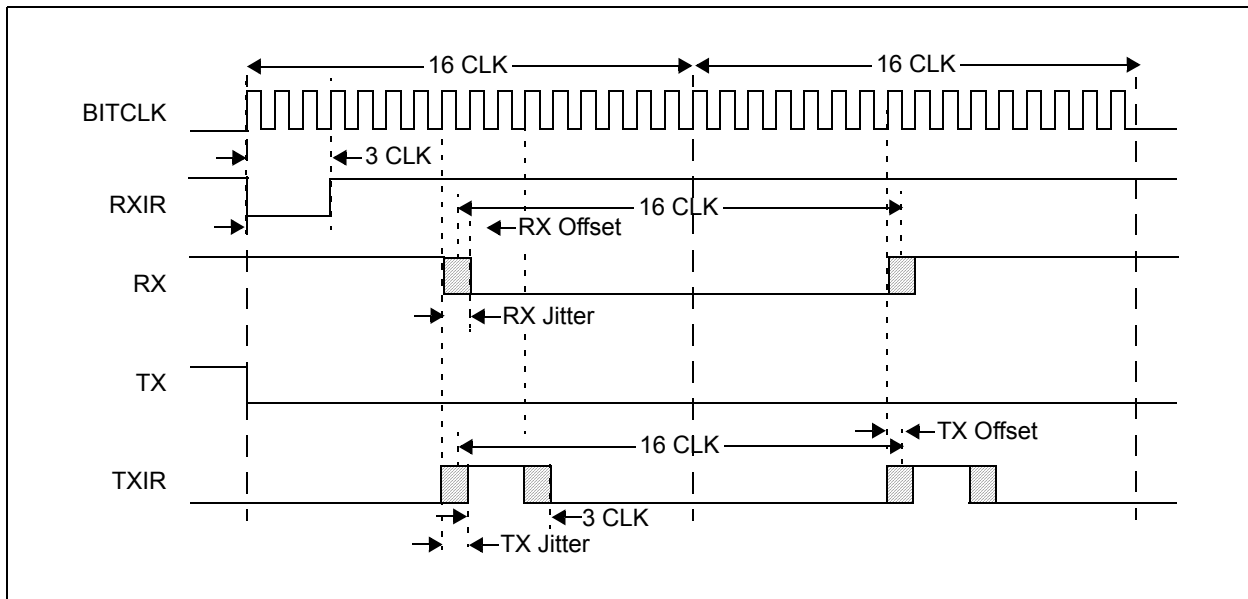 16 CLK
16 CLK
BITCLK
3 CLK
RXIR
16 CLK
RX Offset
RX
RX Jitter
TX
TX Offset
16 CLK
TXIR
3 CLK
TX Jitter